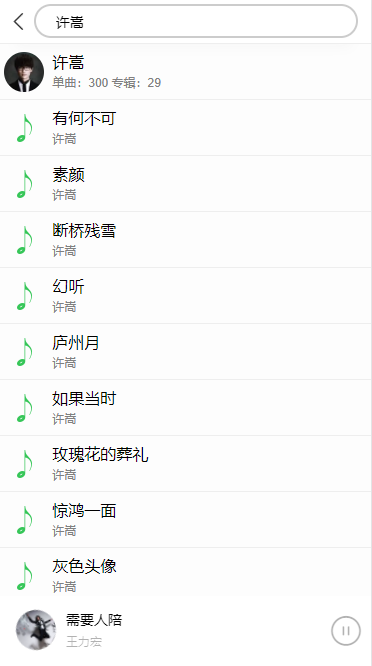 许嵩
许嵩
单曲：300 专辑：29
有何不可
许嵩
素颜
许嵩
断桥残雪
许嵩
幻听
许嵩
庐州月
许嵩
如果当时
许嵩
玫瑰花的葬礼
许嵩
惊鸿一面
许嵩
灰色头像
许嵩
需要人陪
王力宏